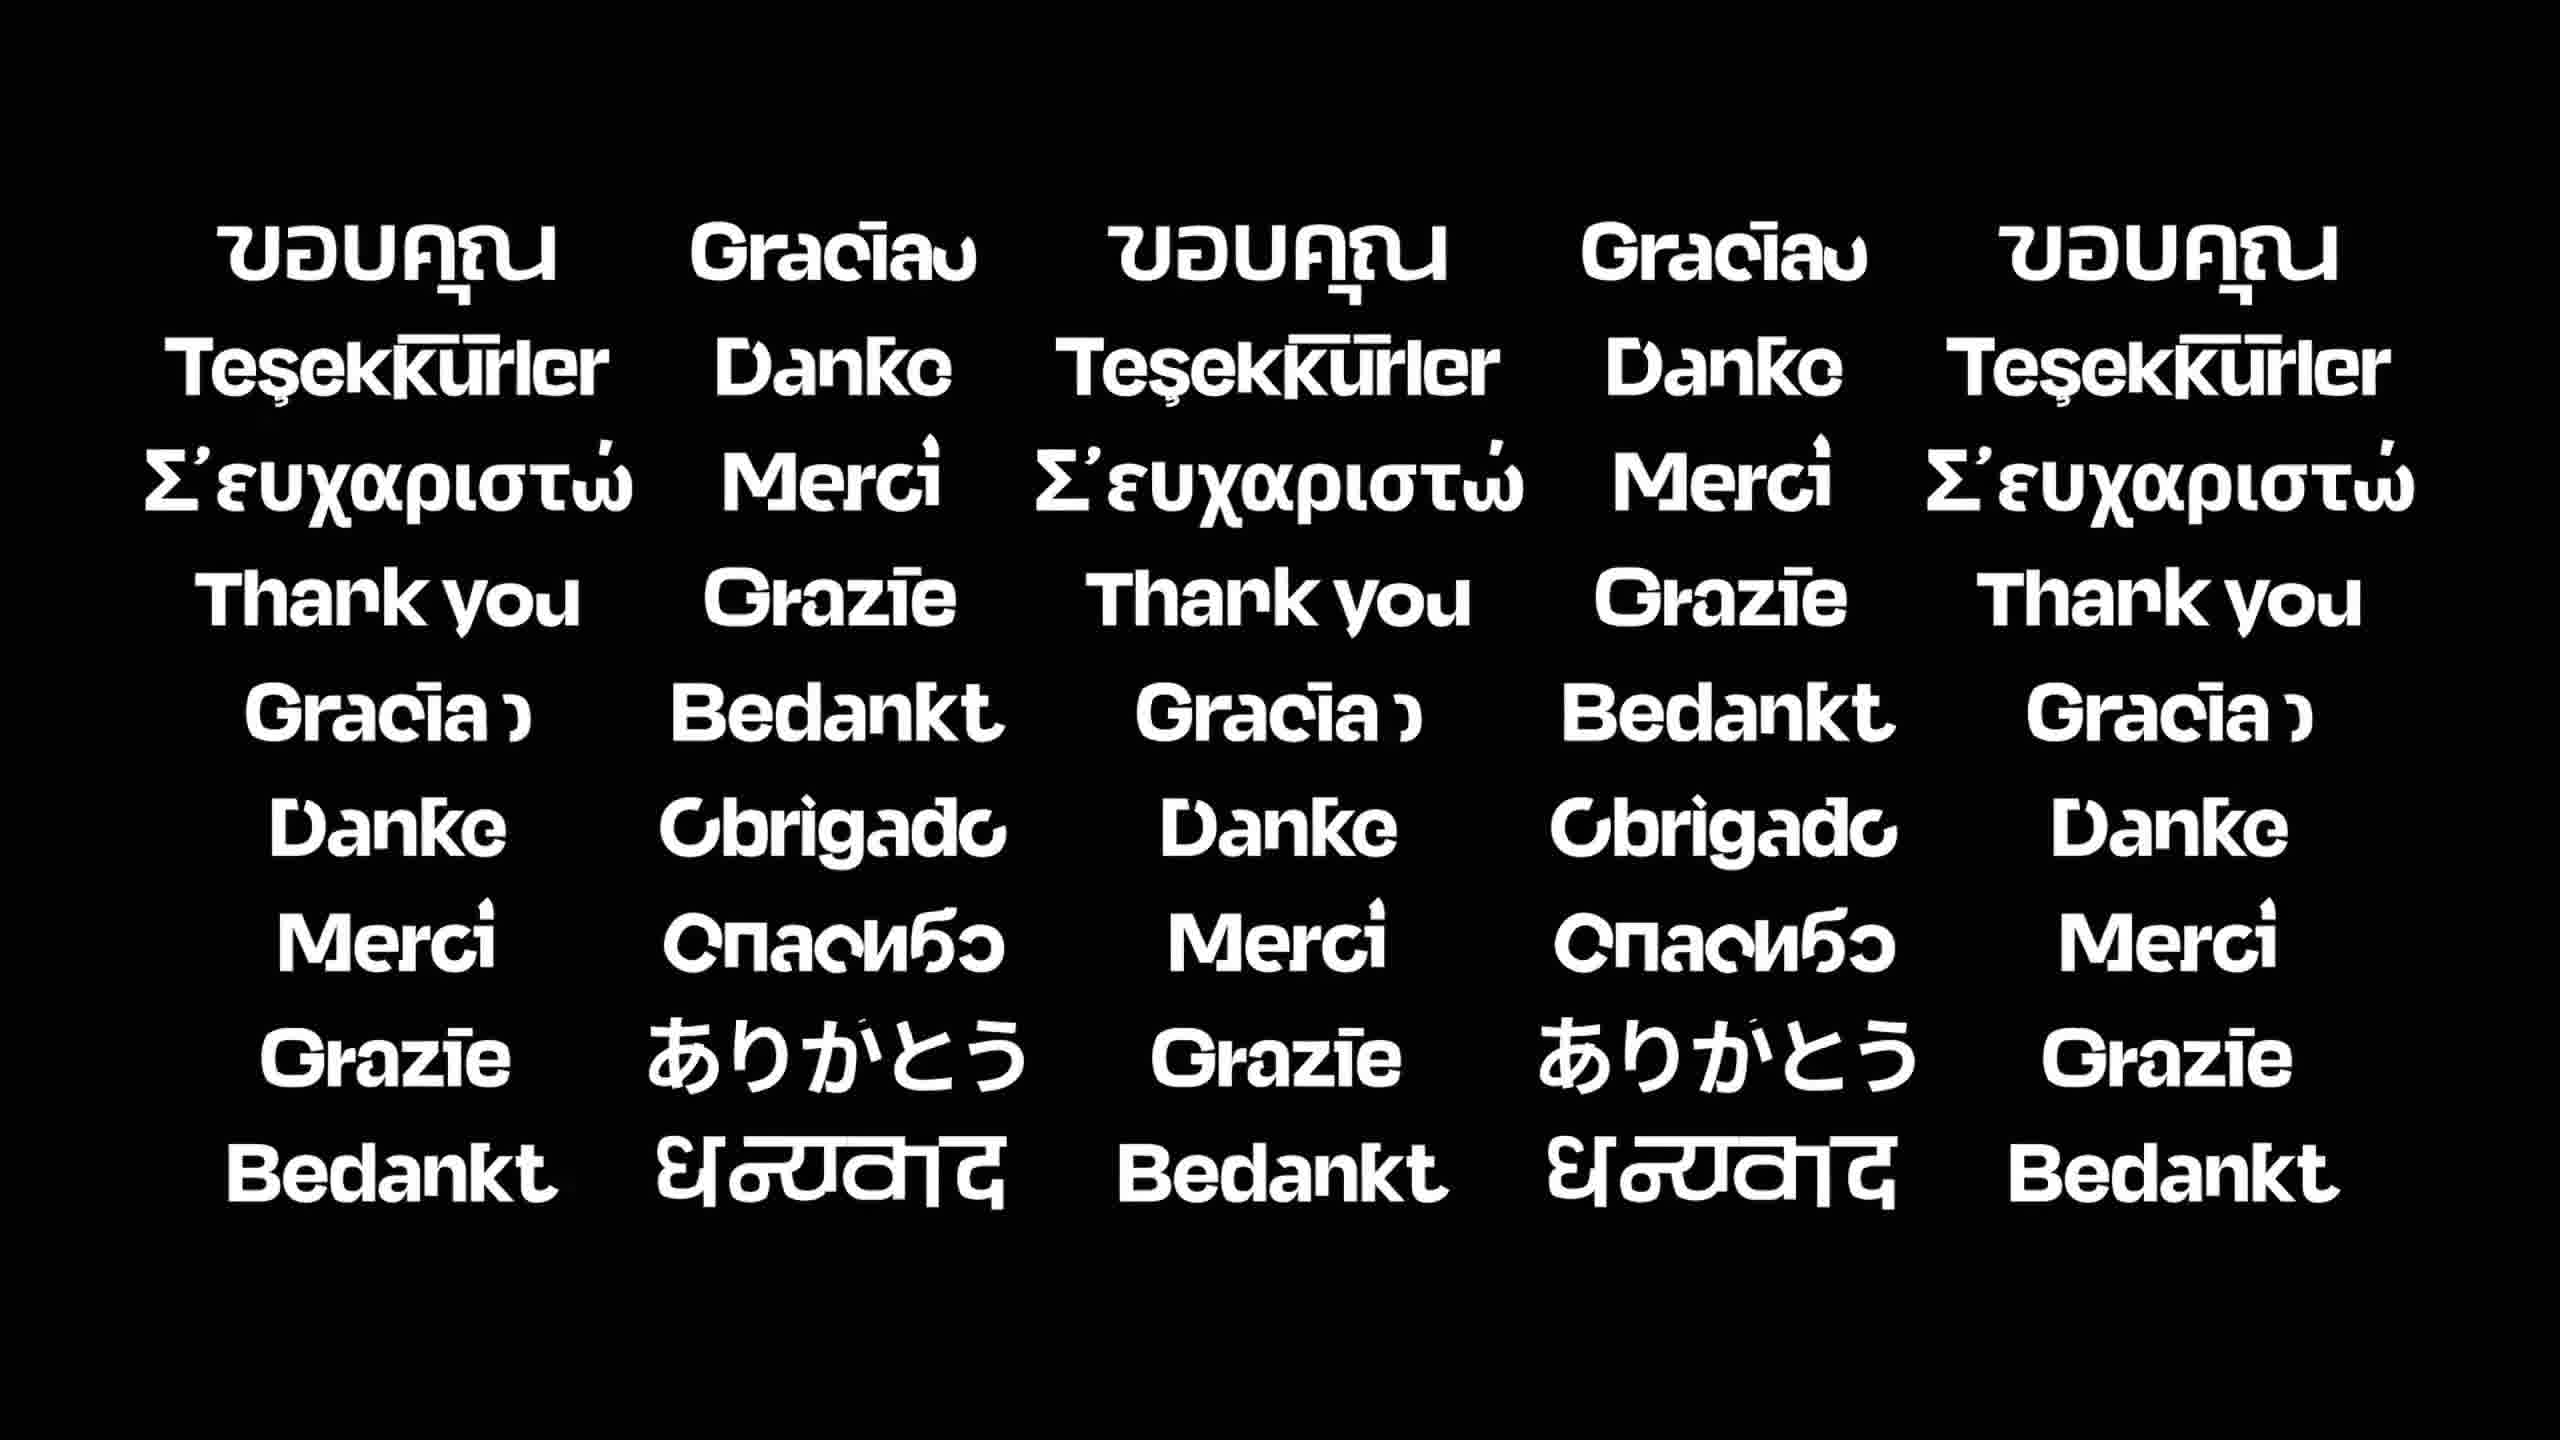 ขอบคุณ Gracias ขอบคุณ Gracias ขอบคุณ
Teşekkürler Danke Teşekkürler Danke Teşekkürler
Σ’ευχαριστώ Merci Σ’ευχαριστώ Merci Σ’ευχαριστώ
Thank you Grazie Thank you Grazie Thank you
Gracias Bedankt Gracias Bedankt Gracias
Danke Obrigado Danke Obrigado Danke
Merci Спасибо Merci Спасибо Merci
Grazie ありがとう Grazie ありがとう Grazie
Bedankt धन्यवाद Bedankt धन्यवाद Bedankt